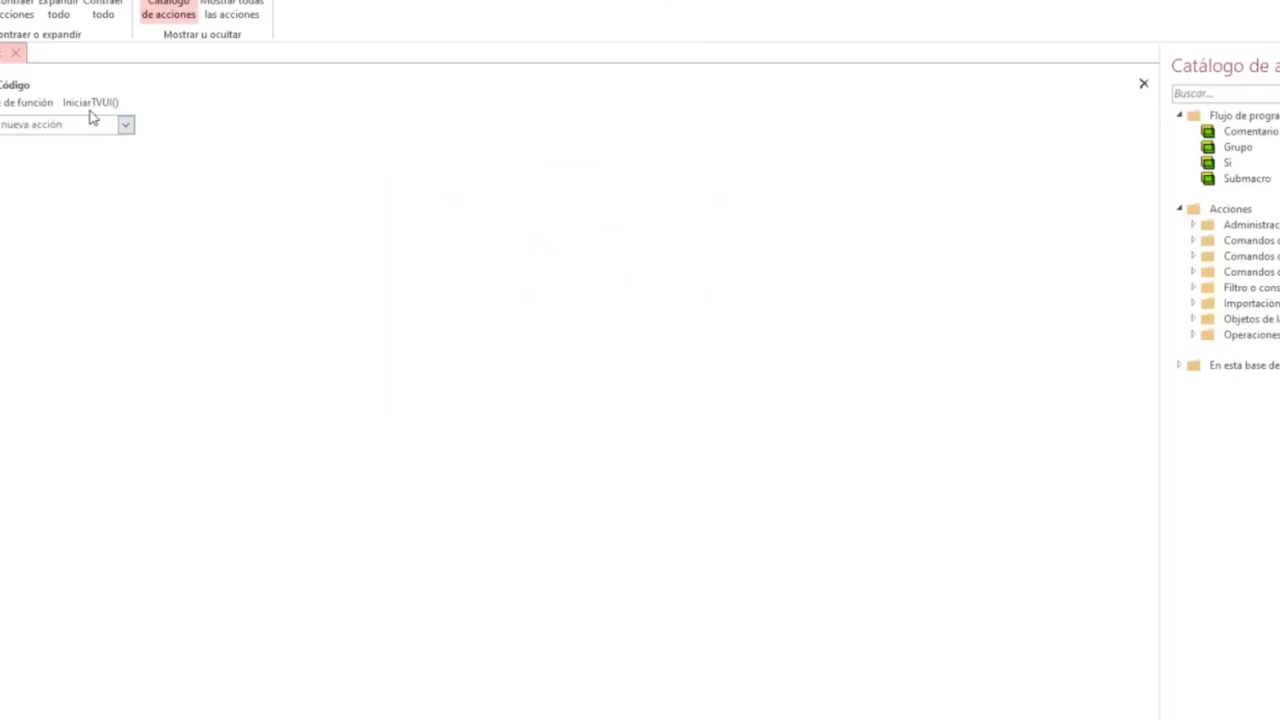 ontraer Expandir Contraer
cciones todo todo
ontraer o expandir
Catálogo Mostrar todas
de acciones las acciones
Mostrar u ocultar
Código
e de función IniciarTVUI()
nueva acción
Catálogo de a
Buscar...
Flujo de progra
Comentario
Grupo
Si
Submacro
Acciones
Administrac
Comandos d
Comandos d
Comandos d
Filtro o cons
Importación
Objetos de l
Operaciones
En esta base de